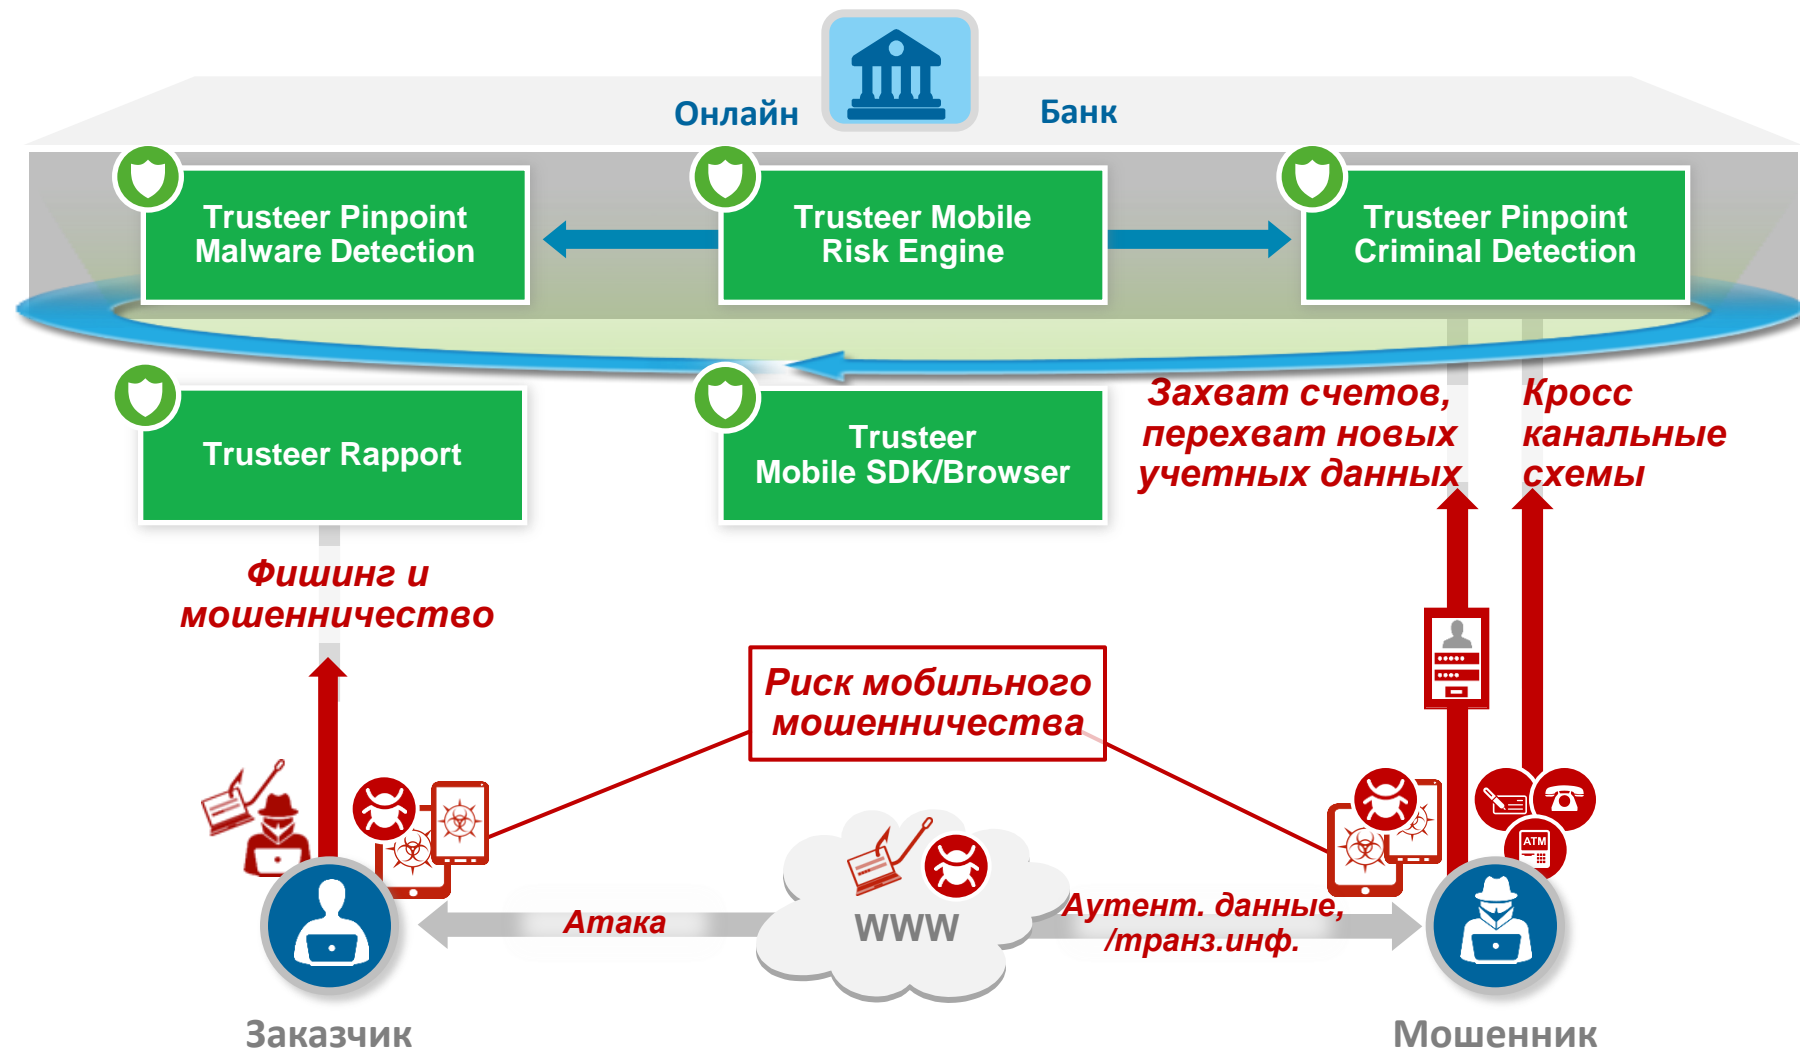 Онлайн
Банк
Trusteer Pinpoint
Malware Detection
Trusteer Mobile
Risk Engine
Trusteer Pinpoint
Criminal Detection
Trusteer Rapport
Trusteer
Mobile SDK/Browser
Захват счетов,
перехват новых
учетных данных
Кросс
канальные
схемы
Фишинг и
мошенничество
Риск мобильного
мошенничества
ATM
Атака
WWW
Аутент. данные,
/транз.инф.
Заказчик
Мошенник